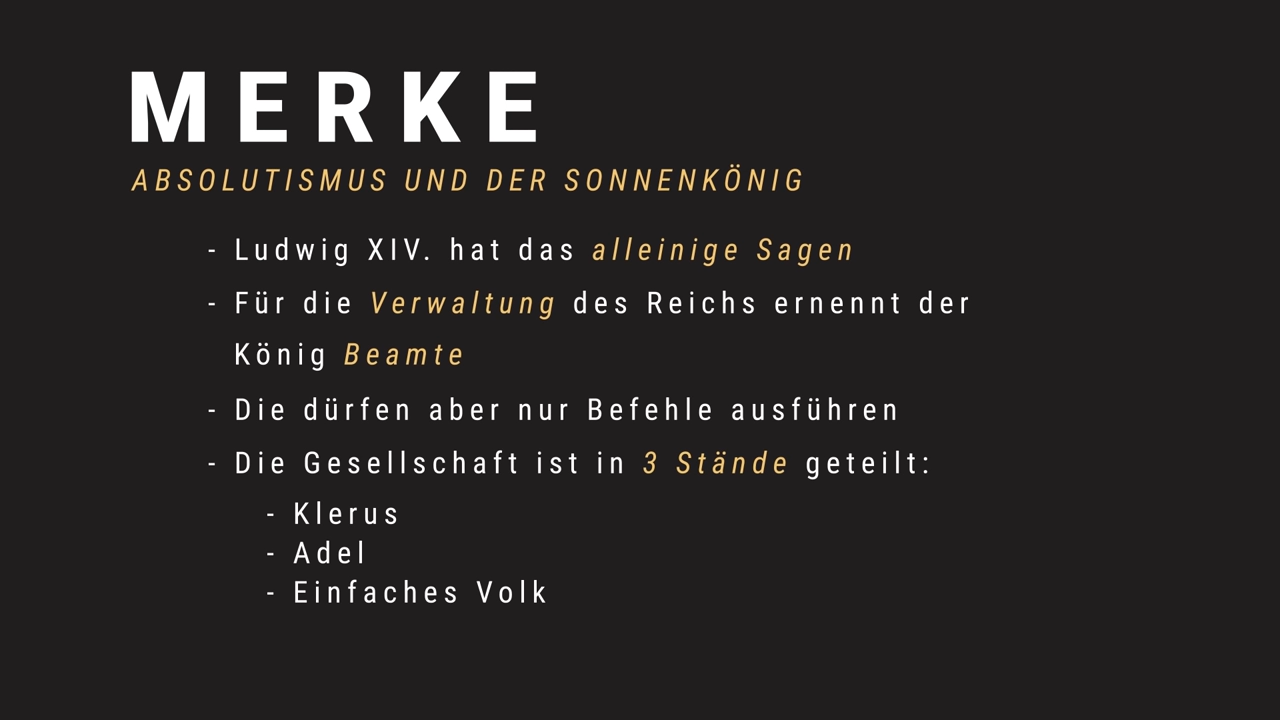 MERKE
ABSOLUTISMUS UND DER SONNENKÖNIG
- Ludwig XIV. hat das alleinige Sagen
- Für die Verwaltung des Reichs ernennt der
König Beamte
- Die dürfen aber nur Befehle ausführen
- Die Gesellschaft ist in 3 Stände geteilt:
- Klerus
- Adel
- Einfaches Volk